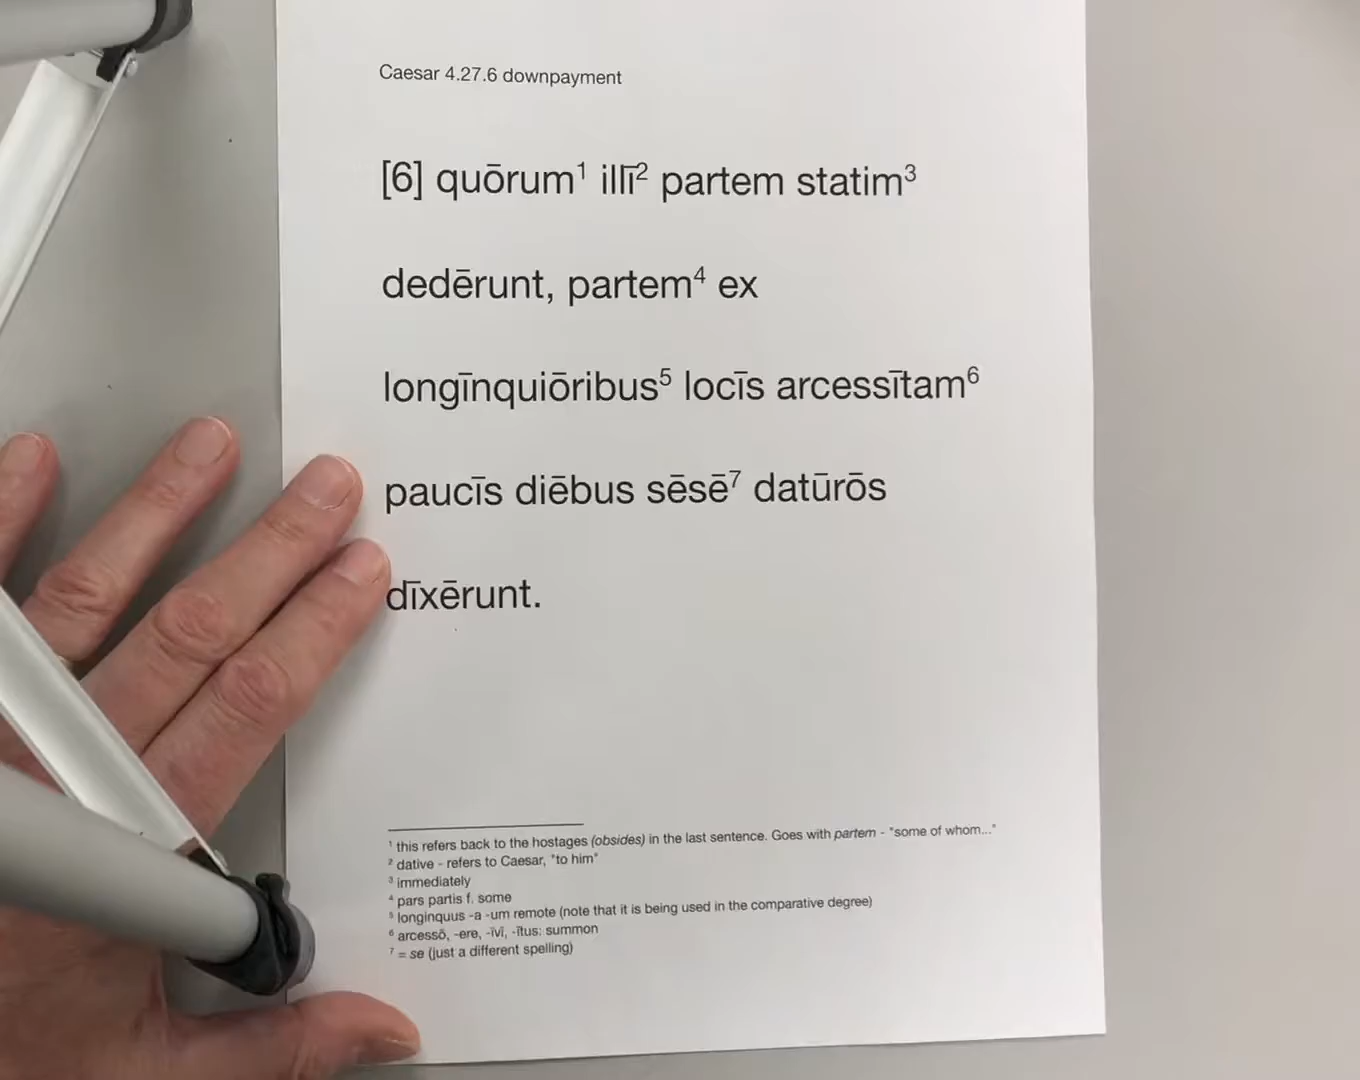 Caesar 4.27.6 downpayment
[6] quōrum¹ illī² partem statim³
dedērunt, partem⁴ ex
longīnquiōribus⁵ locīs arcessītam⁶
paucīs diēbus sēsē⁷ datūrōs
dīxērunt.
¹ this refers back to the hostages (obsides) in the last sentence. Goes with partem - "some of whom..."
² dative - refers to Caesar, "to him"
³ immediately
⁴ pars partis f. some
⁵ longinquus -a -um remote (note that it is being used in the comparative degree)
⁶ arcessō, -ere, -īvī, -ītus: summon
⁷ = se (just a different spelling)